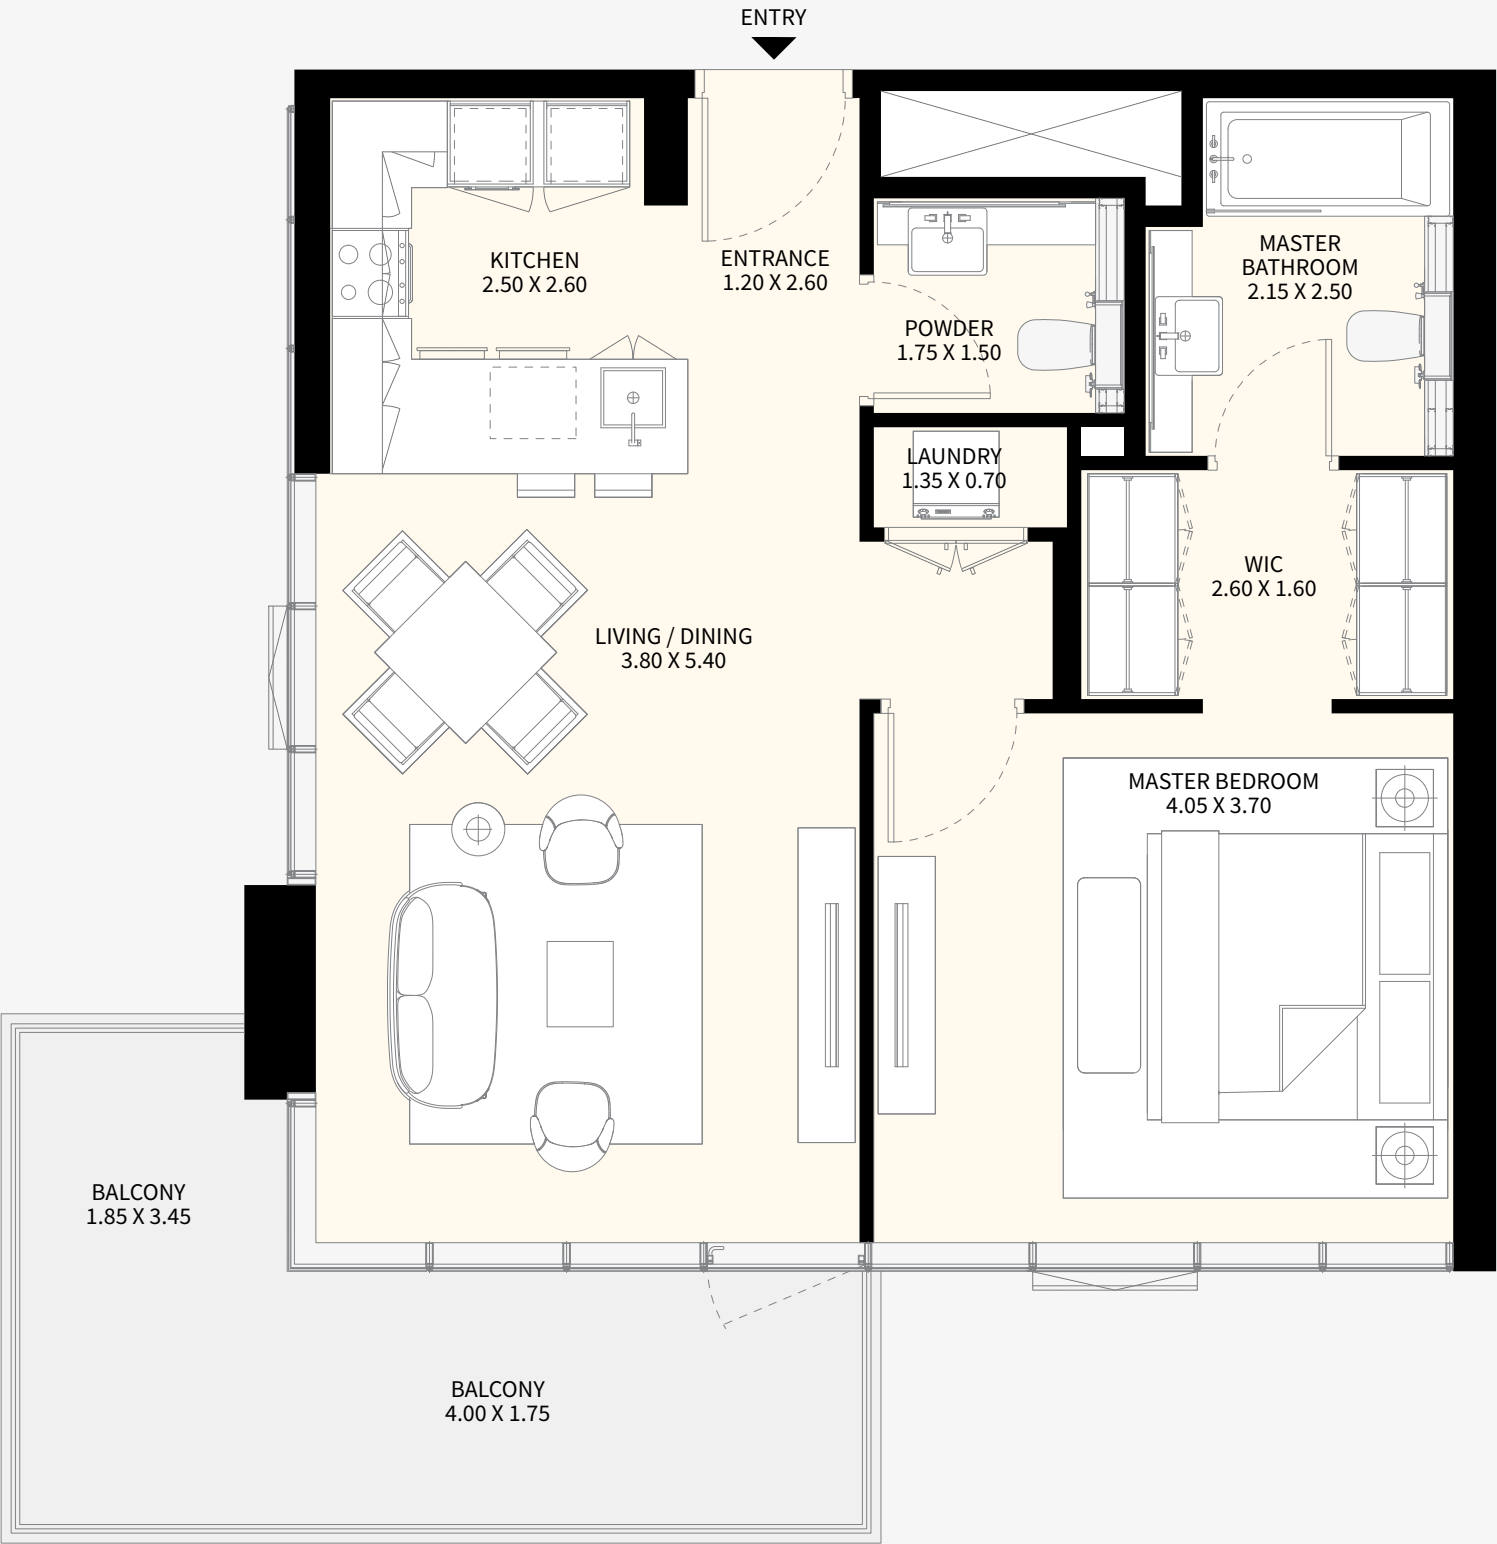 ENTRY
KITCHEN
2.50 X 2.60
ENTRANCE
1.20 X 2.60
MASTER
BATHROOM
2.15 X 2.50
POWDER
1.75 X 1.50
LAUNDRY
1.35 X 0.70
WIC
2.60 X 1.60
LIVING / DINING
3.80 X 5.40
MASTER BEDROOM
4.05 X 3.70
BALCONY
1.85 X 3.45
BALCONY
4.00 X 1.75